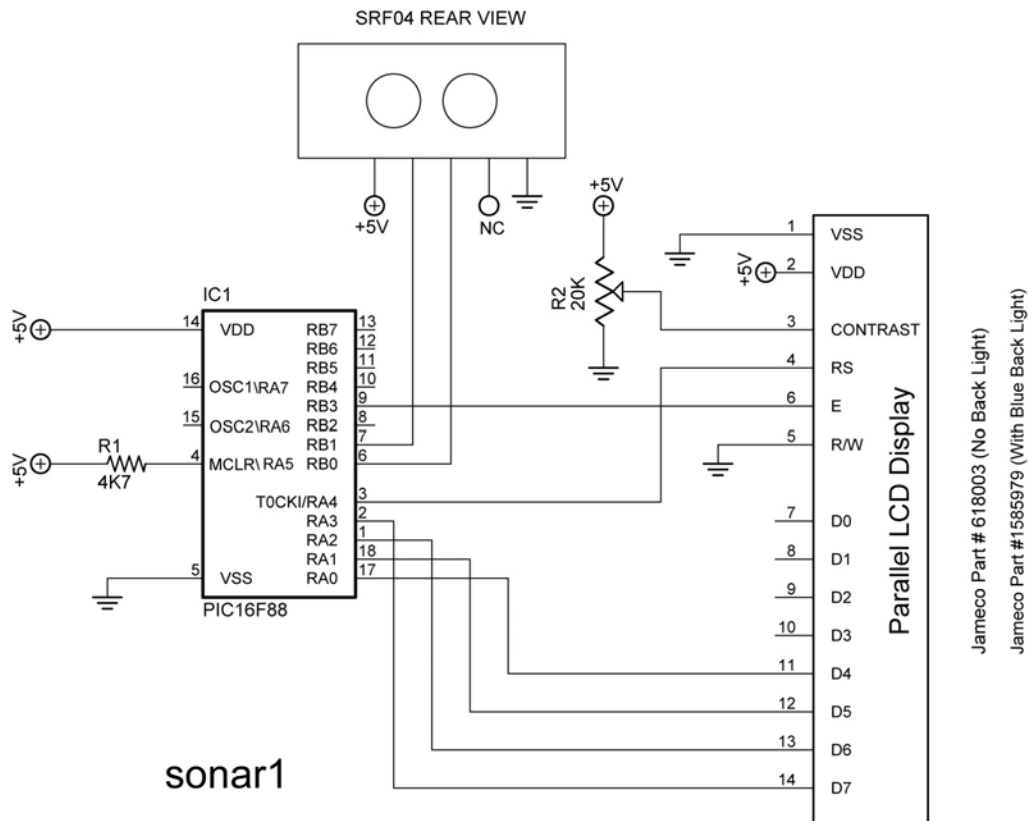 SRF04 REAR VIEW
+5V
NC
+5V
R2
20K
IC1
+5V
14
VDD
16
OSC1\RA7
15
OSC2\RA6
+5V
R1
4K7
4
MCLR\ RA5
5
VSS
RB7
13
RB6
12
RB5
11
RB4
10
RB3
9
RB2
8
RB1
7
RB0
6
T0CKI/RA4
3
RA3
2
RA2
1
RA1
18
RA0
17
PIC16F88
1
VSS
+5V
2
VDD
3
CONTRAST
4
RS
6
E
5
R/W
7
D0
8
D1
9
D2
10
D3
11
D4
12
D5
13
D6
14
D7
Parallel LCD Display
Jameco Part # 618003 (No Back Light)
Jameco Part #1585979 (With Blue Back Light)
sonar1